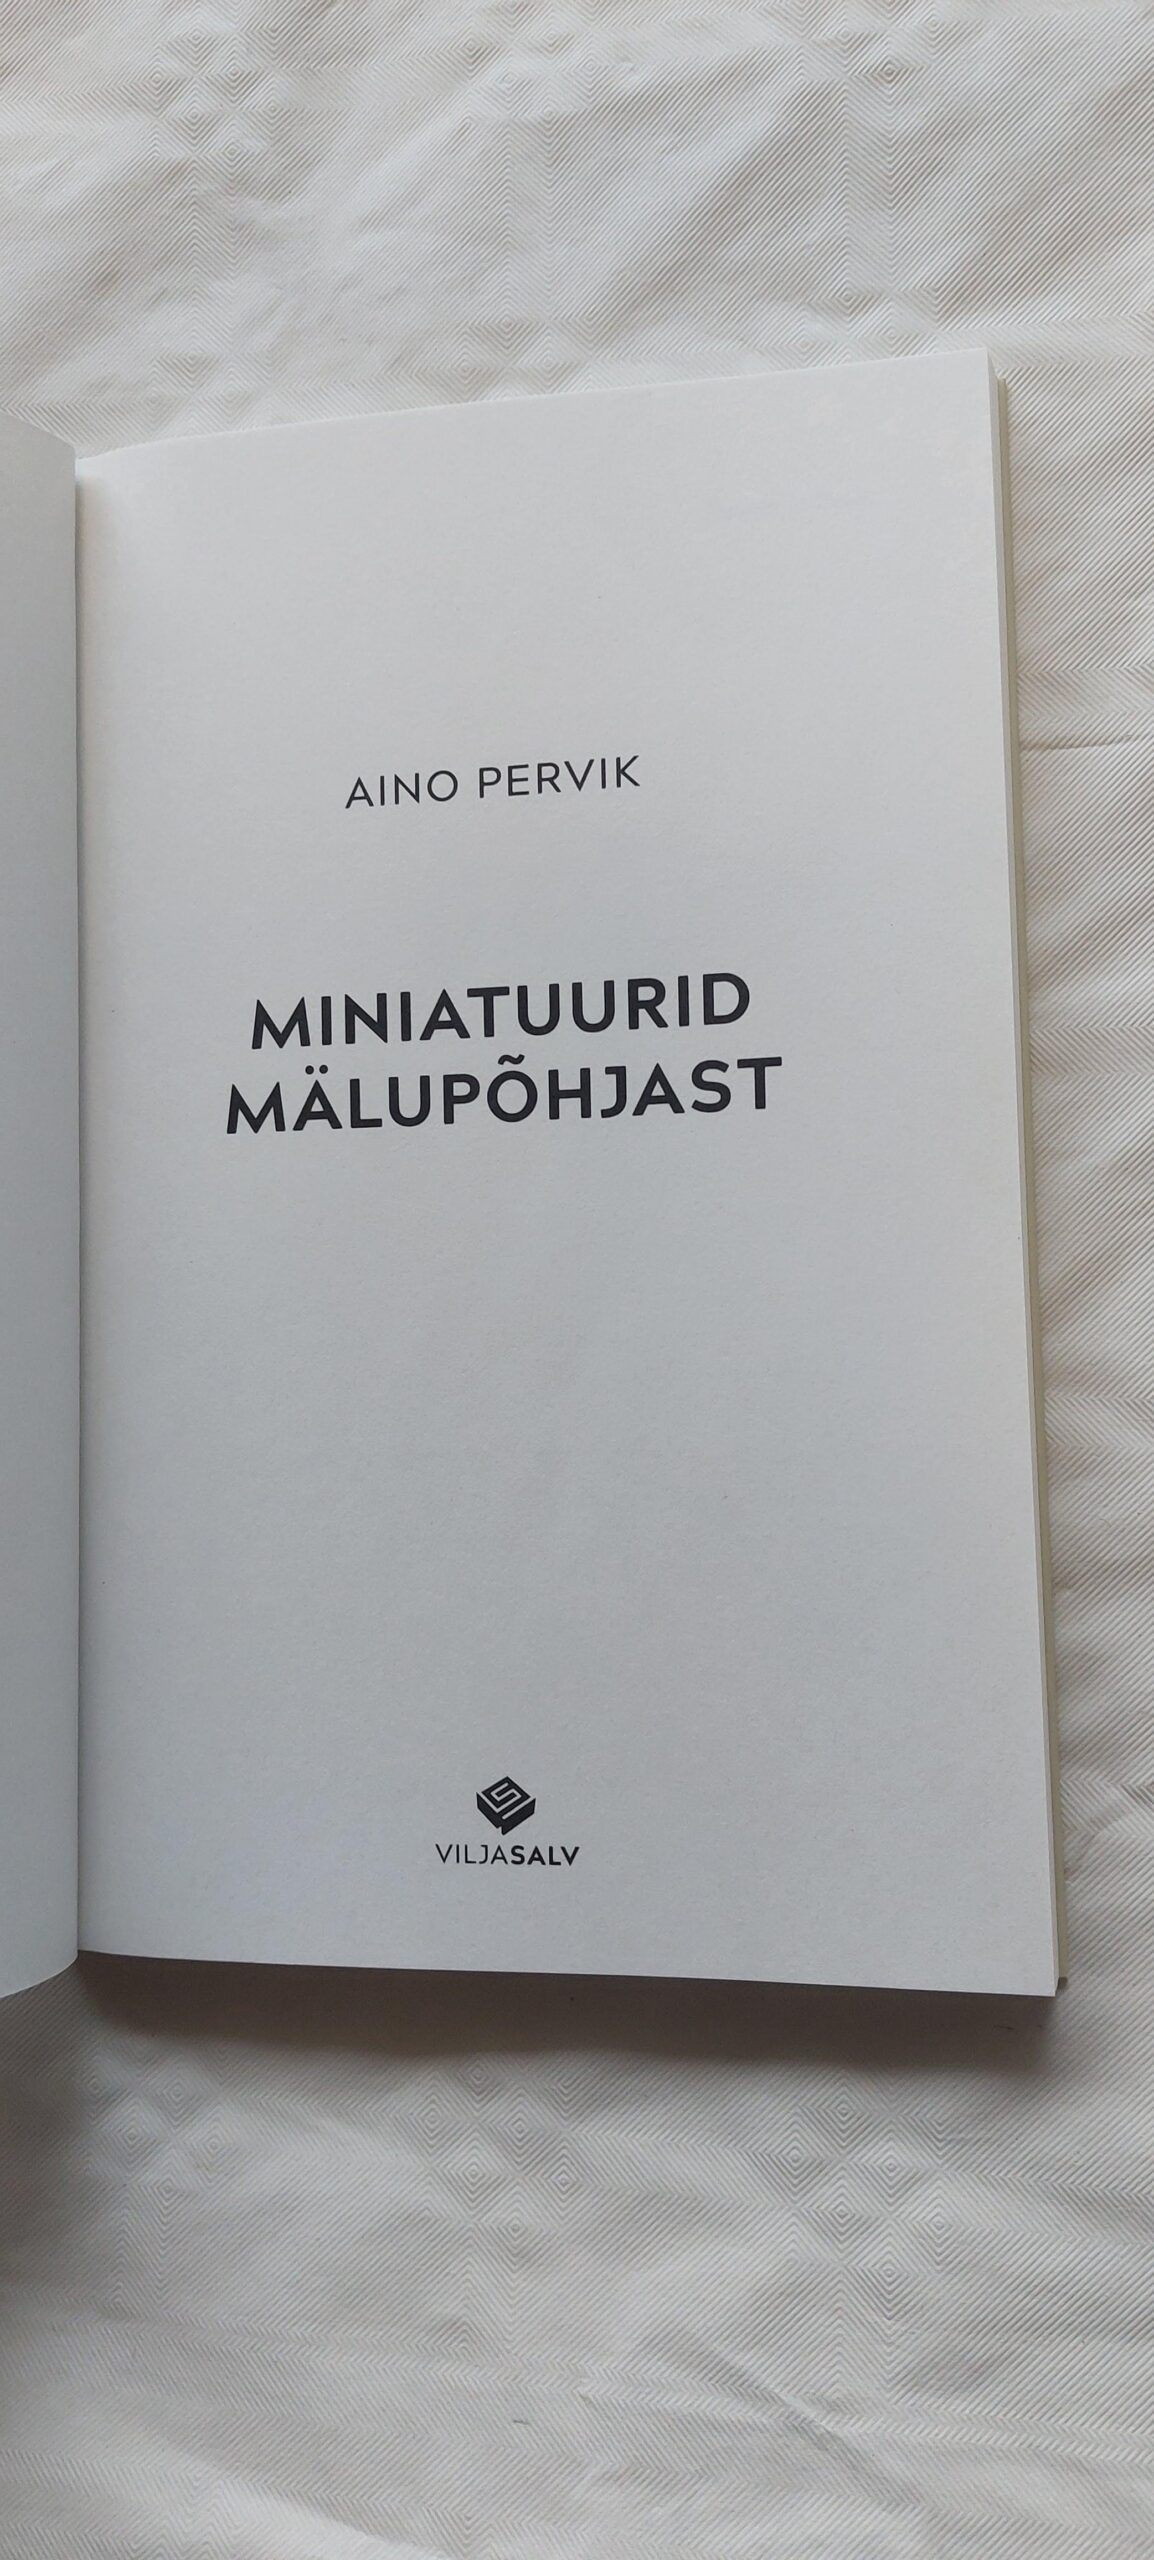 AINO PERVIK
MINIATUURID
MÄLUPÕHJAST
VILJASALV